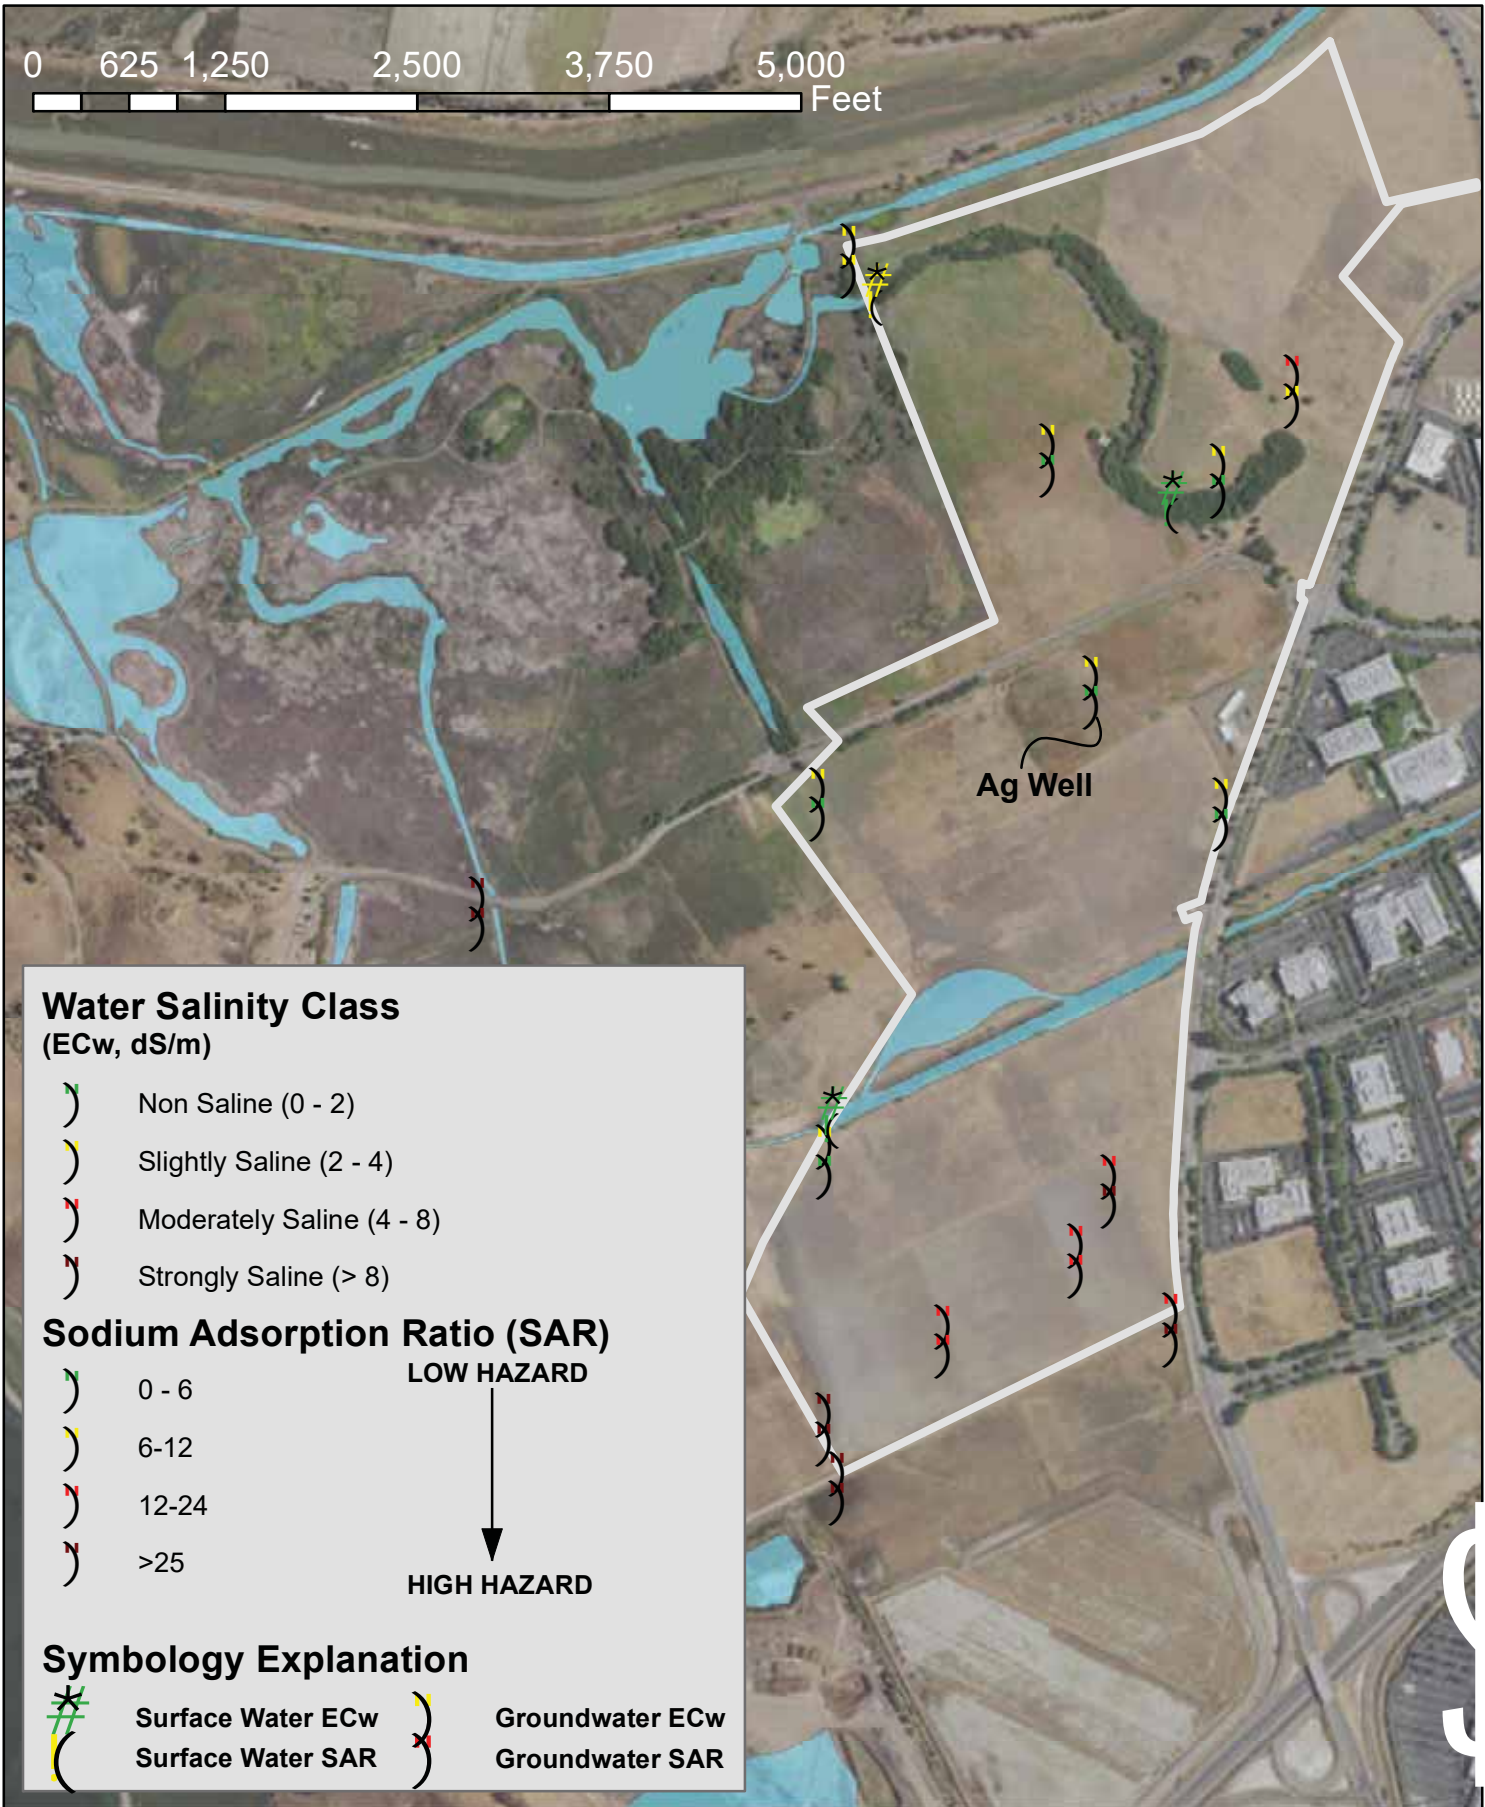 0 625 1,250 2,500 3,750 5,000
Feet
Ag Well
Water Salinity Class
(ECw, dS/m)
Non Saline (0 - 2)
Slightly Saline (2 - 4)
Moderately Saline (4 - 8)
Strongly Saline (> 8)
Sodium Adsorption Ratio (SAR)
LOW HAZARD
0 - 6
6-12
12-24
>25
HIGH HAZARD
Symbology Explanation
Surface Water ECw
Groundwater ECw
Surface Water SAR
Groundwater SAR